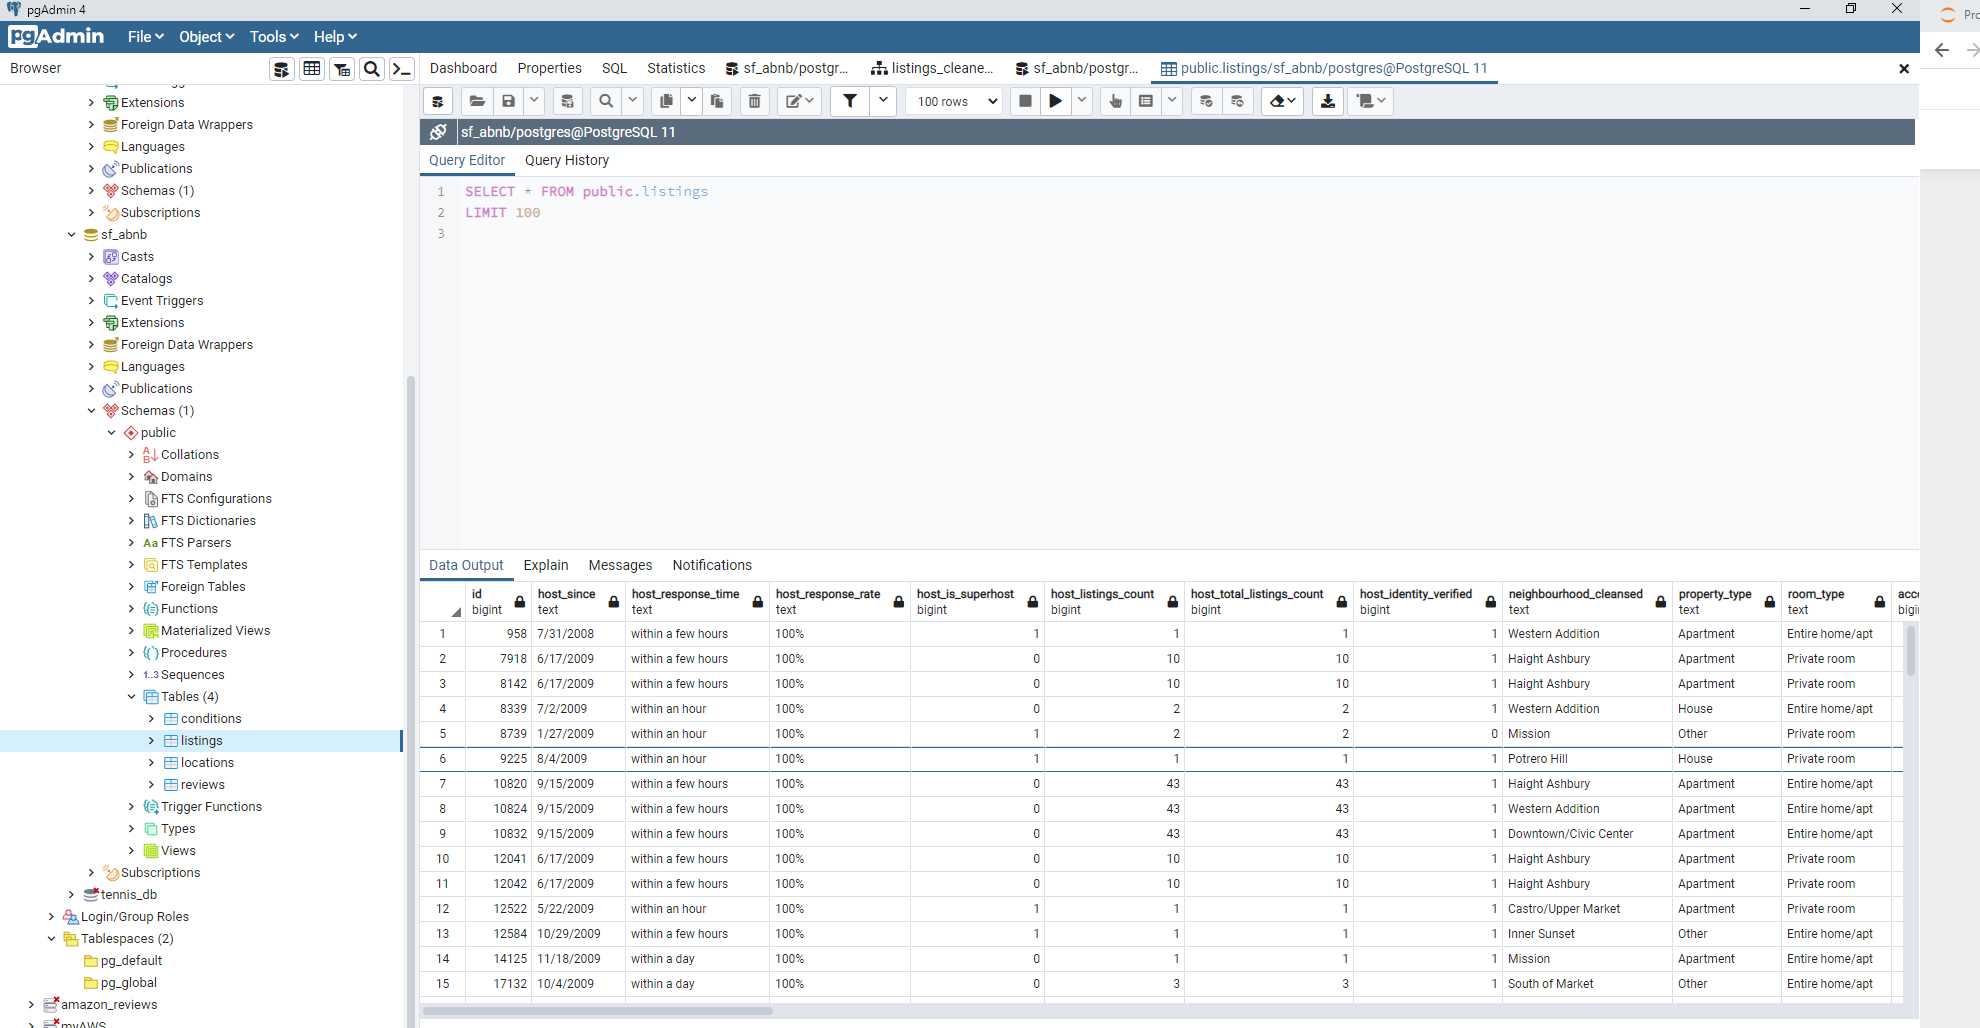 pgAdmin 4
pgAdmin File Object Tools Help
Pro
Browser
Dashboard Properties SQL Statistics sf_abnb/postgr... listings_cleane... sf_abnb/postgr... public.listings/sf_abnb/postgres@PostgreSQL 11
100 rows
sf_abnb/postgres@PostgreSQL 11
Query Editor Query History
1 SELECT * FROM public.listings
2 LIMIT 100
3
Extensions
Foreign Data Wrappers
Languages
Publications
Schemas (1)
Subscriptions
sf_abnb
Casts
Catalogs
Event Triggers
Extensions
Foreign Data Wrappers
Languages
Publications
Schemas (1)
public
Collations
Domains
FTS Configurations
FTS Dictionaries
FTS Parsers
FTS Templates
Foreign Tables
Functions
Materialized Views
Procedures
1..3 Sequences
Tables (4)
conditions
listings
locations
reviews
Trigger Functions
Types
Views
Subscriptions
tennis_db
Login/Group Roles
Tablespaces (2)
pg_default
pg_global
amazon_reviews
myAWS
Data Output Explain Messages Notifications
id host_since host_response_time host_response_rate host_is_superhost host_listings_count host_total_listings_count host_identity_verified neighbourhood_cleansed property_type room_type acco
bigint text text text bigint bigint bigint bigint text text text bigi
1 958 7/31/2008 within a few hours 100% 1 1 1 1 Western Addition Apartment Entire home/apt
2 7918 6/17/2009 within a few hours 100% 0 10 10 1 Haight Ashbury Apartment Private room
3 8142 6/17/2009 within a few hours 100% 0 10 10 1 Haight Ashbury Apartment Private room
4 8339 7/2/2009 within an hour 100% 0 2 2 1 Western Addition House Entire home/apt
5 8739 1/27/2009 within an hour 100% 1 2 2 0 Mission Other Private room
6 9225 8/4/2009 within an hour 100% 1 1 1 1 Potrero Hill House Private room
7 10820 9/15/2009 within a few hours 100% 0 43 43 1 Haight Ashbury Apartment Entire home/apt
8 10824 9/15/2009 within a few hours 100% 0 43 43 1 Western Addition Apartment Entire home/apt
9 10832 9/15/2009 within a few hours 100% 0 43 43 1 Downtown/Civic Center Apartment Entire home/apt
10 12041 6/17/2009 within a few hours 100% 0 10 10 1 Haight Ashbury Apartment Private room
11 12042 6/17/2009 within a few hours 100% 0 10 10 1 Haight Ashbury Apartment Private room
12 12522 5/22/2009 within an hour 100% 1 1 1 1 Castro/Upper Market Apartment Private room
13 12584 10/29/2009 within a few hours 100% 1 1 1 1 Inner Sunset Other Entire home/apt
14 14125 11/18/2009 within a day 100% 0 1 1 1 Mission Apartment Entire home/apt
15 17132 10/4/2009 within a day 100% 0 3 3 1 South of Market Other Entire home/apt